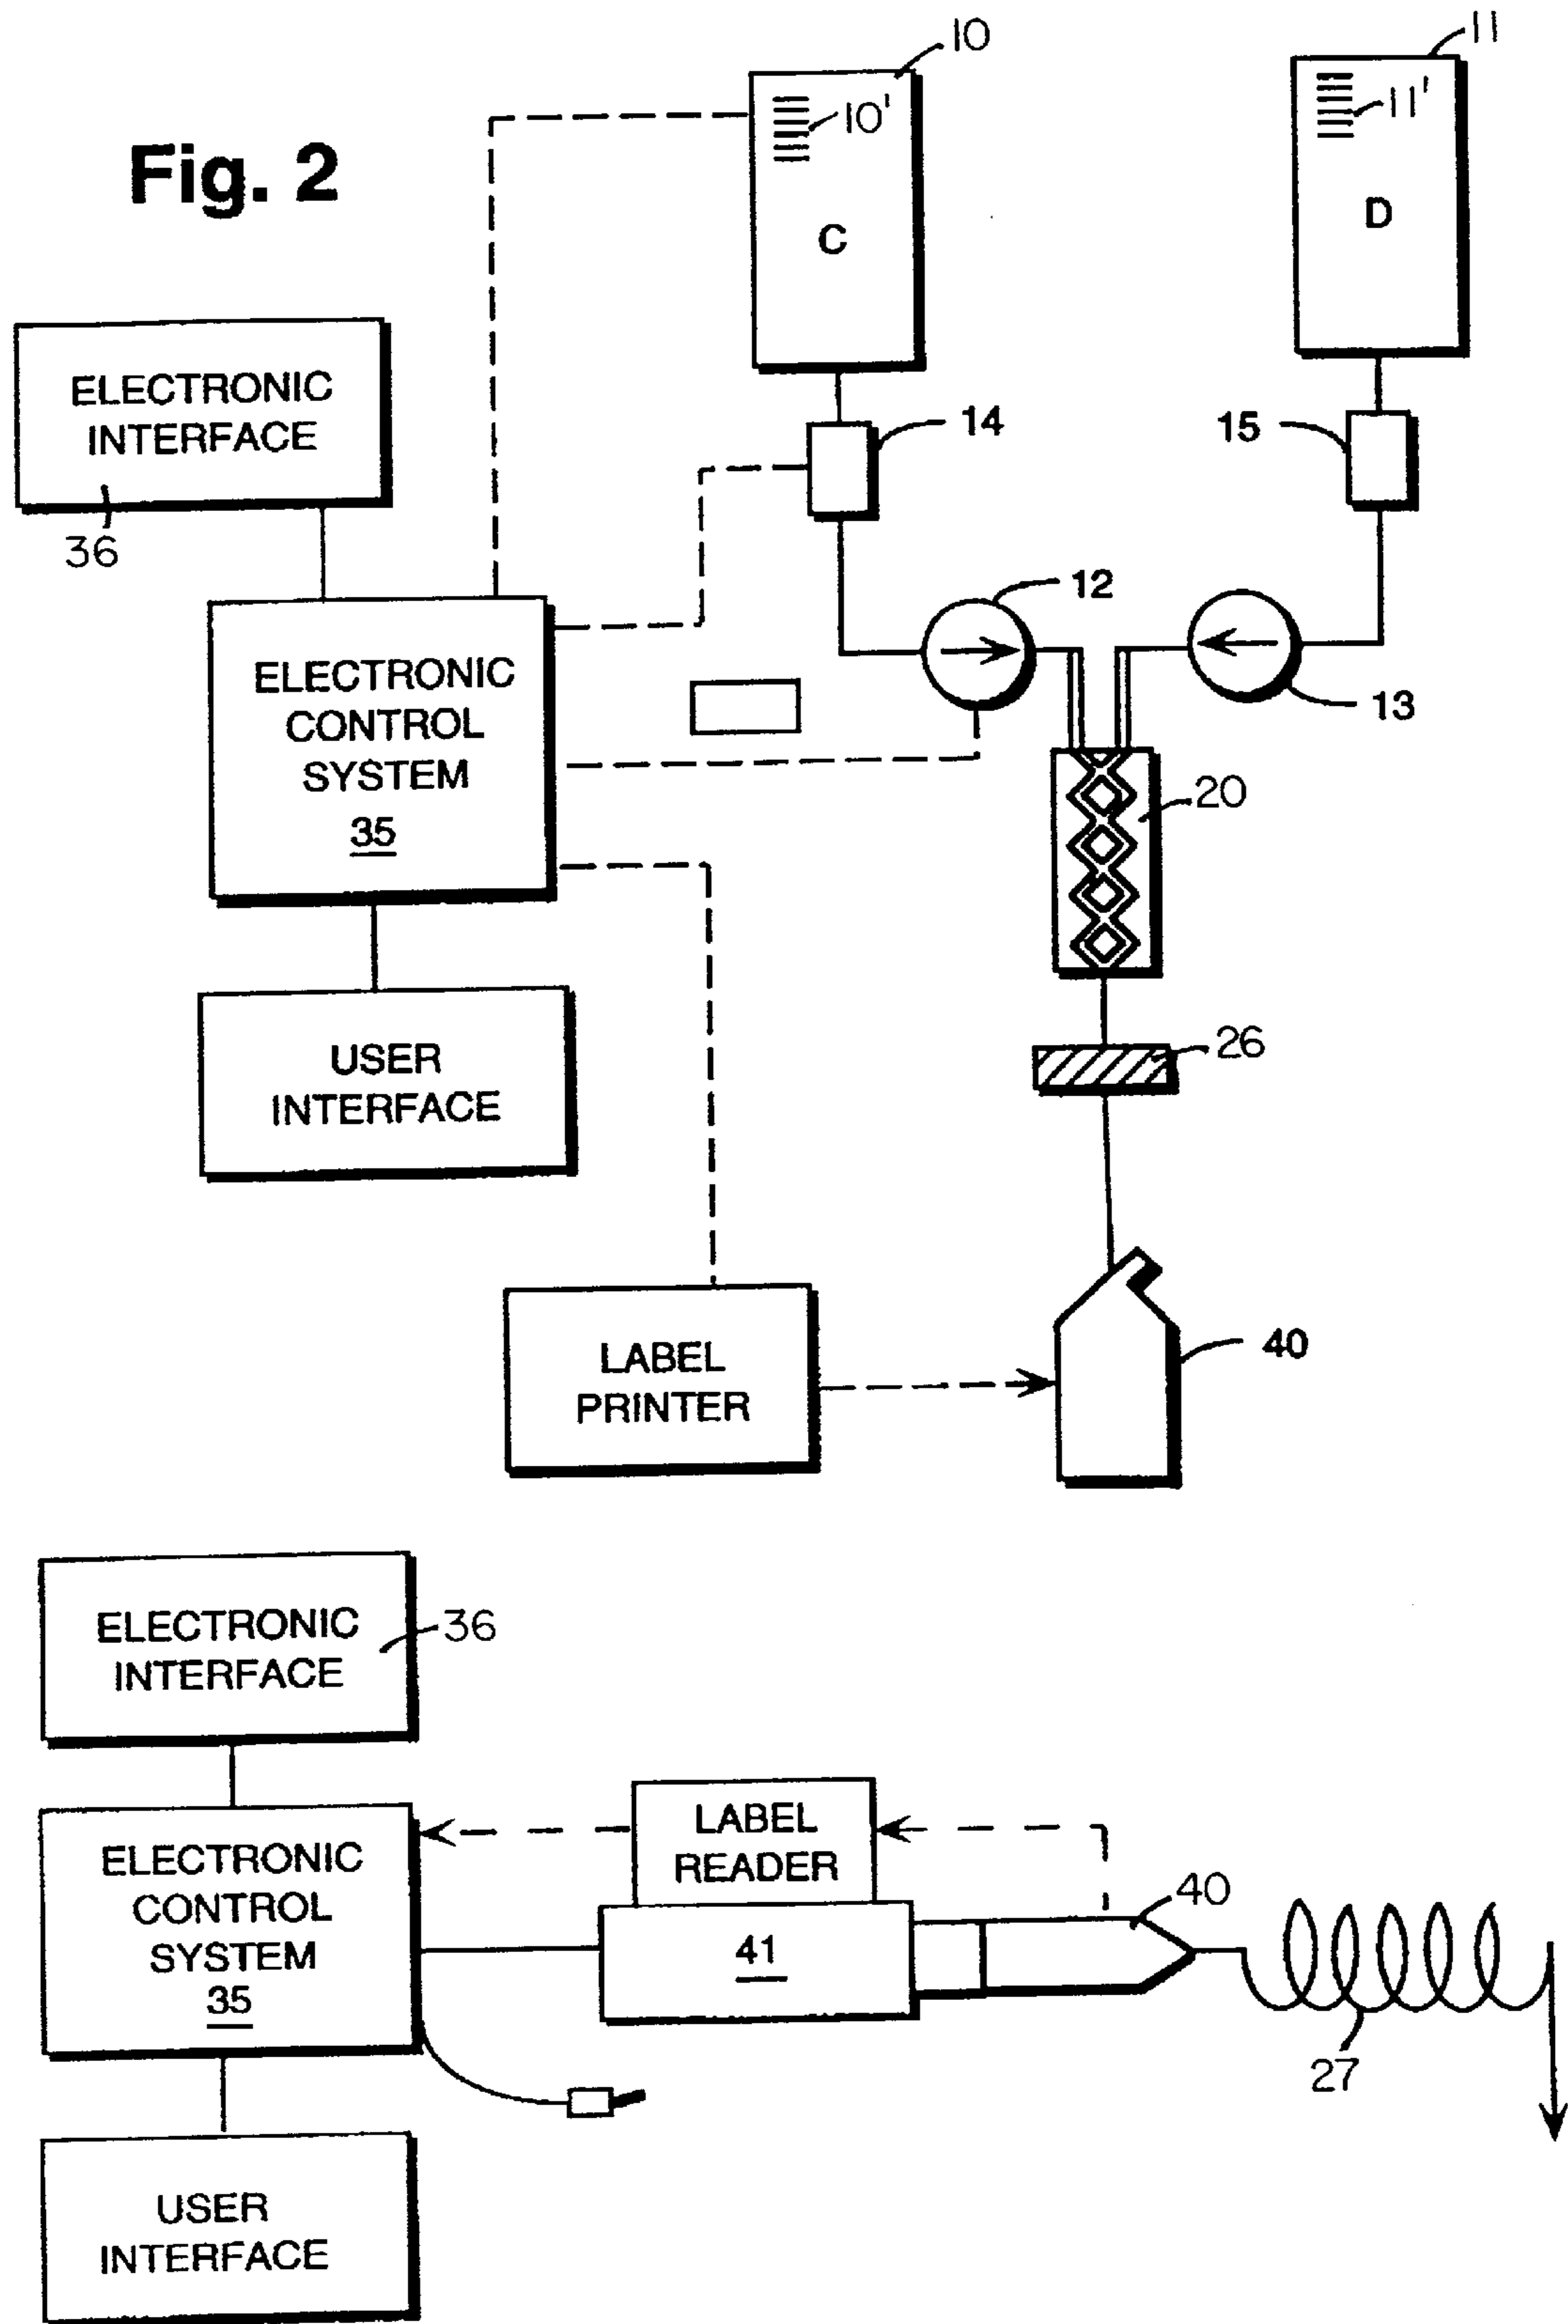 Fig. 2
10
10'
C
11
11'
D
ELECTRONIC
INTERFACE
36
14
15
12
13
ELECTRONIC
CONTROL
SYSTEM
35
20
USER
INTERFACE
26
LABEL
PRINTER
40
ELECTRONIC
INTERFACE
36
ELECTRONIC
CONTROL
SYSTEM
35
LABEL
READER
41
40
27
USER
INTERFACE